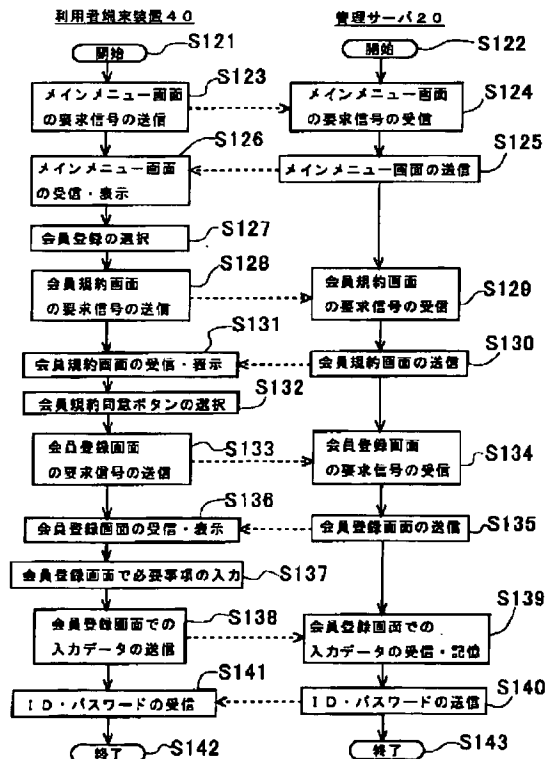 利用者端末装置40
管理サーバ20
開始
S121
開始
S122
メインメニュー画面
の要求信号の送信
S123
メインメニュー画面
の要求信号の受信
S124
メインメニュー画面の送信
S125
メインメニュー画面
の受信・表示
S126
会員登録の選択
S127
会員規約画面
の要求信号の送信
S128
会員規約画面
の要求信号の受信
S129
会員規約画面の送信
S130
会員規約画面の受信・表示
S131
会員規約同意ボタンの選択
S132
会員登録画面
の要求信号の送信
S133
会員登録画面
の要求信号の受信
S134
会員登録画面の送信
S135
会員登録画面の受信・表示
S136
会員登録画面で必要事項の入力
S137
会員登録画面での
入力データの送信
S138
会員登録画面での
入力データの受信・記憶
S139
ID・パスワードの送信
S140
ID・パスワードの受信
S141
終了
S142
終了
S143